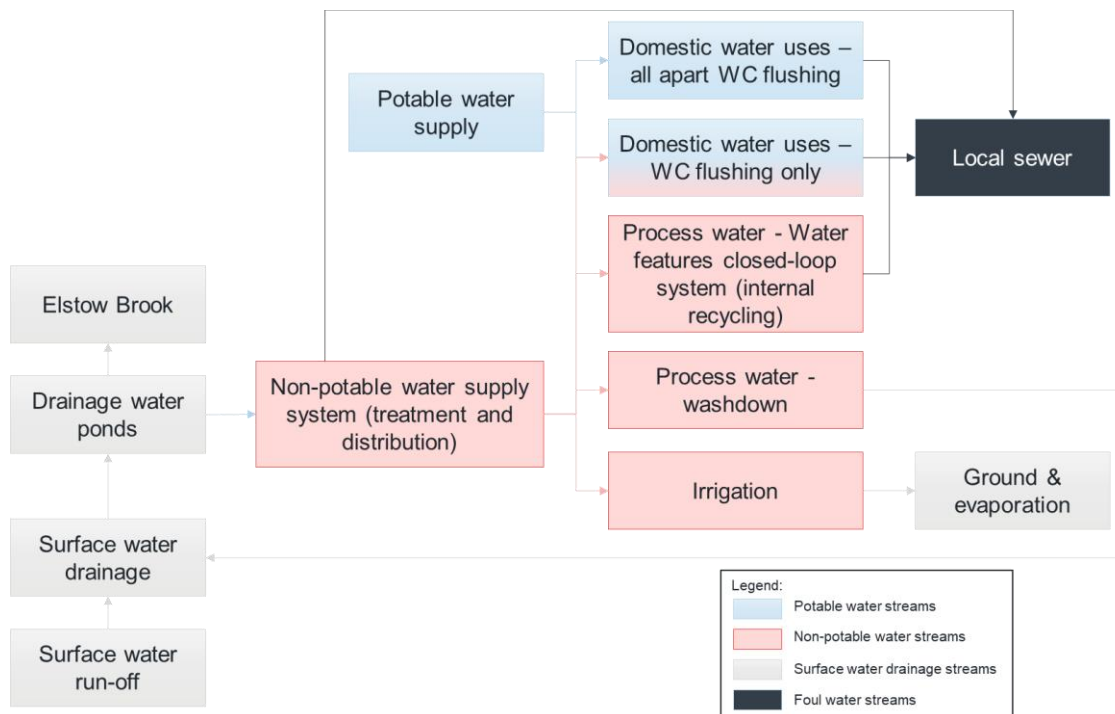 Domestic water uses –
all apart WC flushing
Potable water
supply
Domestic water uses –
WC flushing only
Local sewer
Process water - Water
features closed-loop
system (internal
recycling)
Elstow Brook
Non-potable water supply
system (treatment and
distribution)
Process water -
washdown
Drainage water
ponds
Irrigation
Ground &
evaporation
Surface water
drainage
Surface water
run-off
Legend:
Potable water streams
Non-potable water streams
Surface water drainage streams
Foul water streams